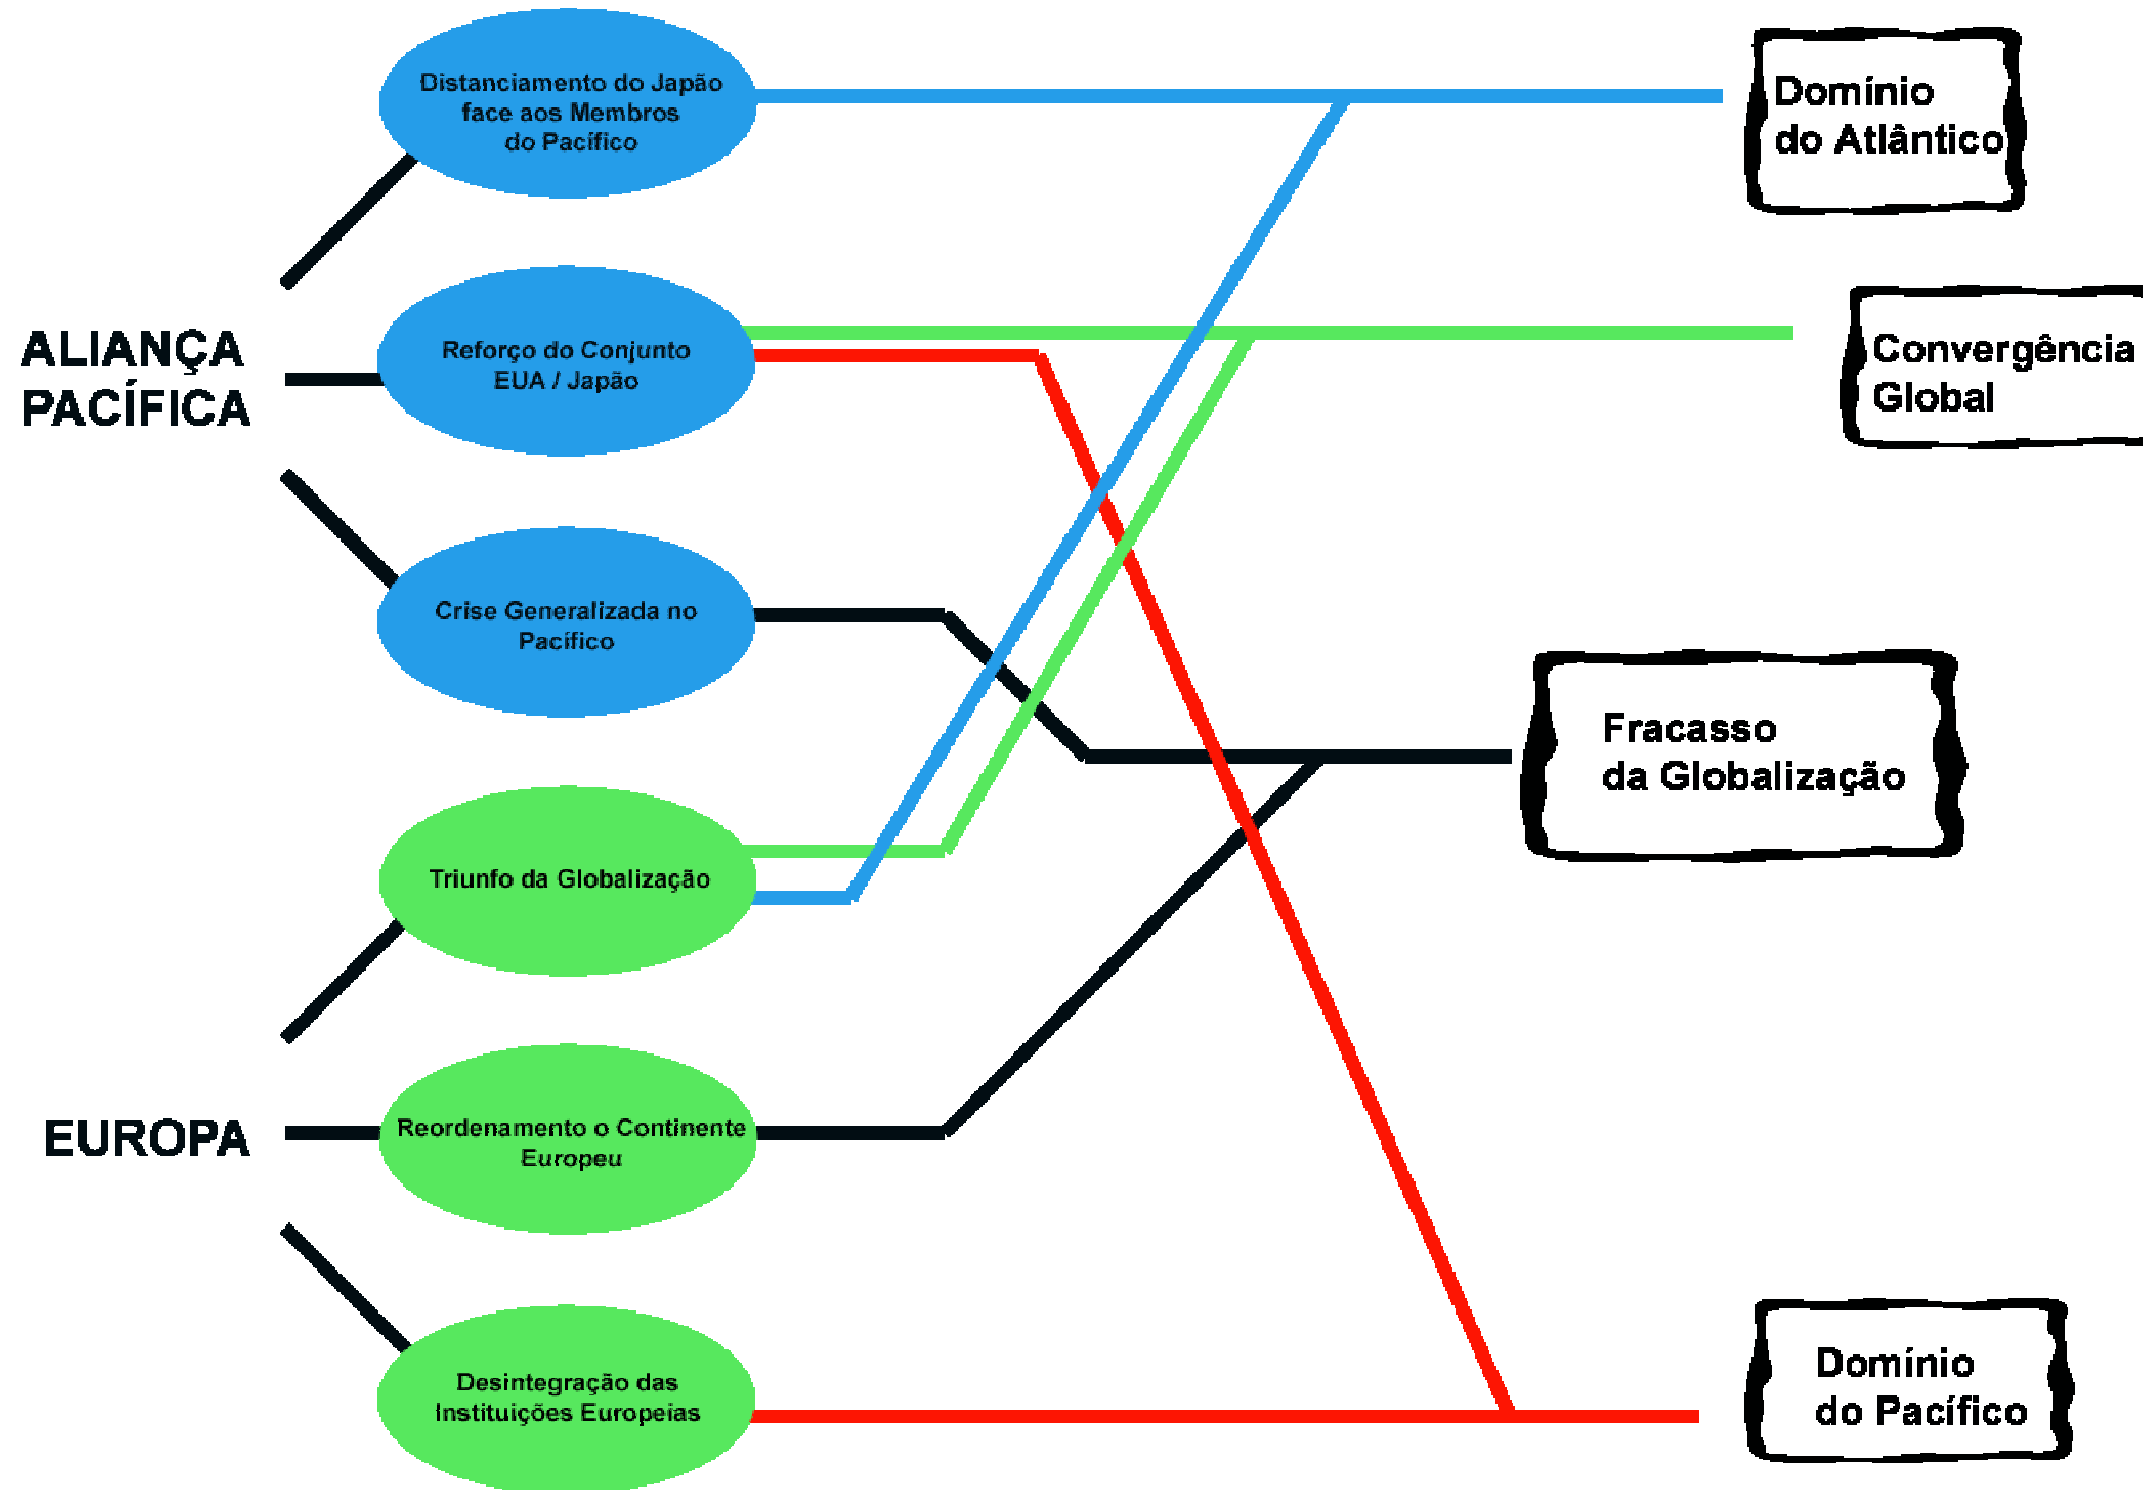 Distanciamento do Japão
face aos Membros
do Pacífico
Domínio
do Atlântico
ALIANÇA
PACÍFICA
Reforço do Conjunto
EUA / Japão
Convergência
Global
Crise Generalizada no
Pacífico
Fracasso
da Globalização
Triunfo da Globalização
EUROPA
Reordenamento o Continente
Europeu
Desintegração das
Instituições Europeias
Domínio
do Pacífico